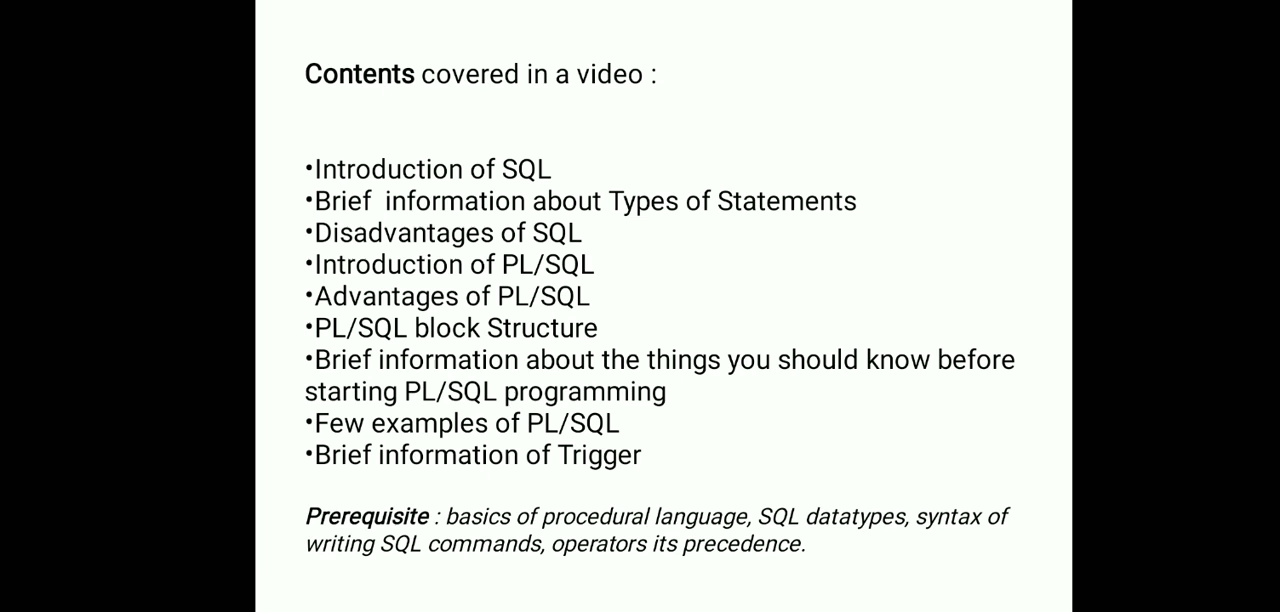 Contents covered in a video :
•Introduction of SQL
•Brief  information about Types of Statements
•Disadvantages of SQL
•Introduction of PL/SQL
•Advantages of PL/SQL
•PL/SQL block Structure
•Brief information about the things you should know before
starting PL/SQL programming
•Few examples of PL/SQL
•Brief information of Trigger
Prerequisite : basics of procedural language, SQL datatypes, syntax of
writing SQL commands, operators its precedence.